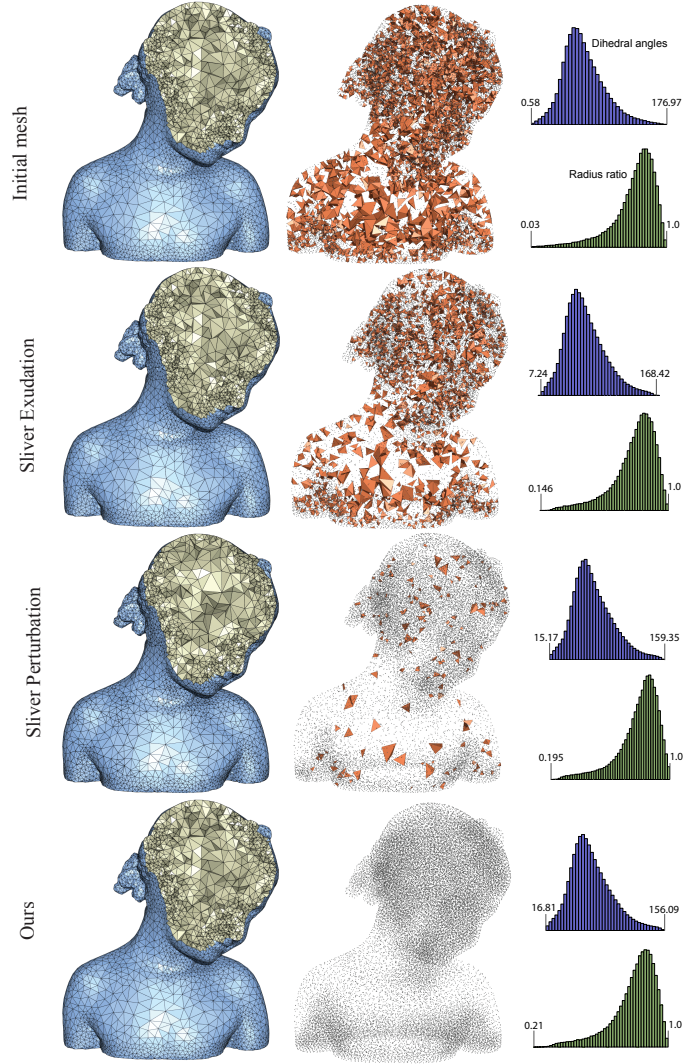 Initial mesh
Dihedral angles
0.58
176.97
Radius ratio
0.03
1.0
Sliver Exudation
7.24
168.42
0.146
1.0
Sliver Perturbation
15.17
159.35
0.195
1.0
Ours
16.81
156.09
0.21
1.0